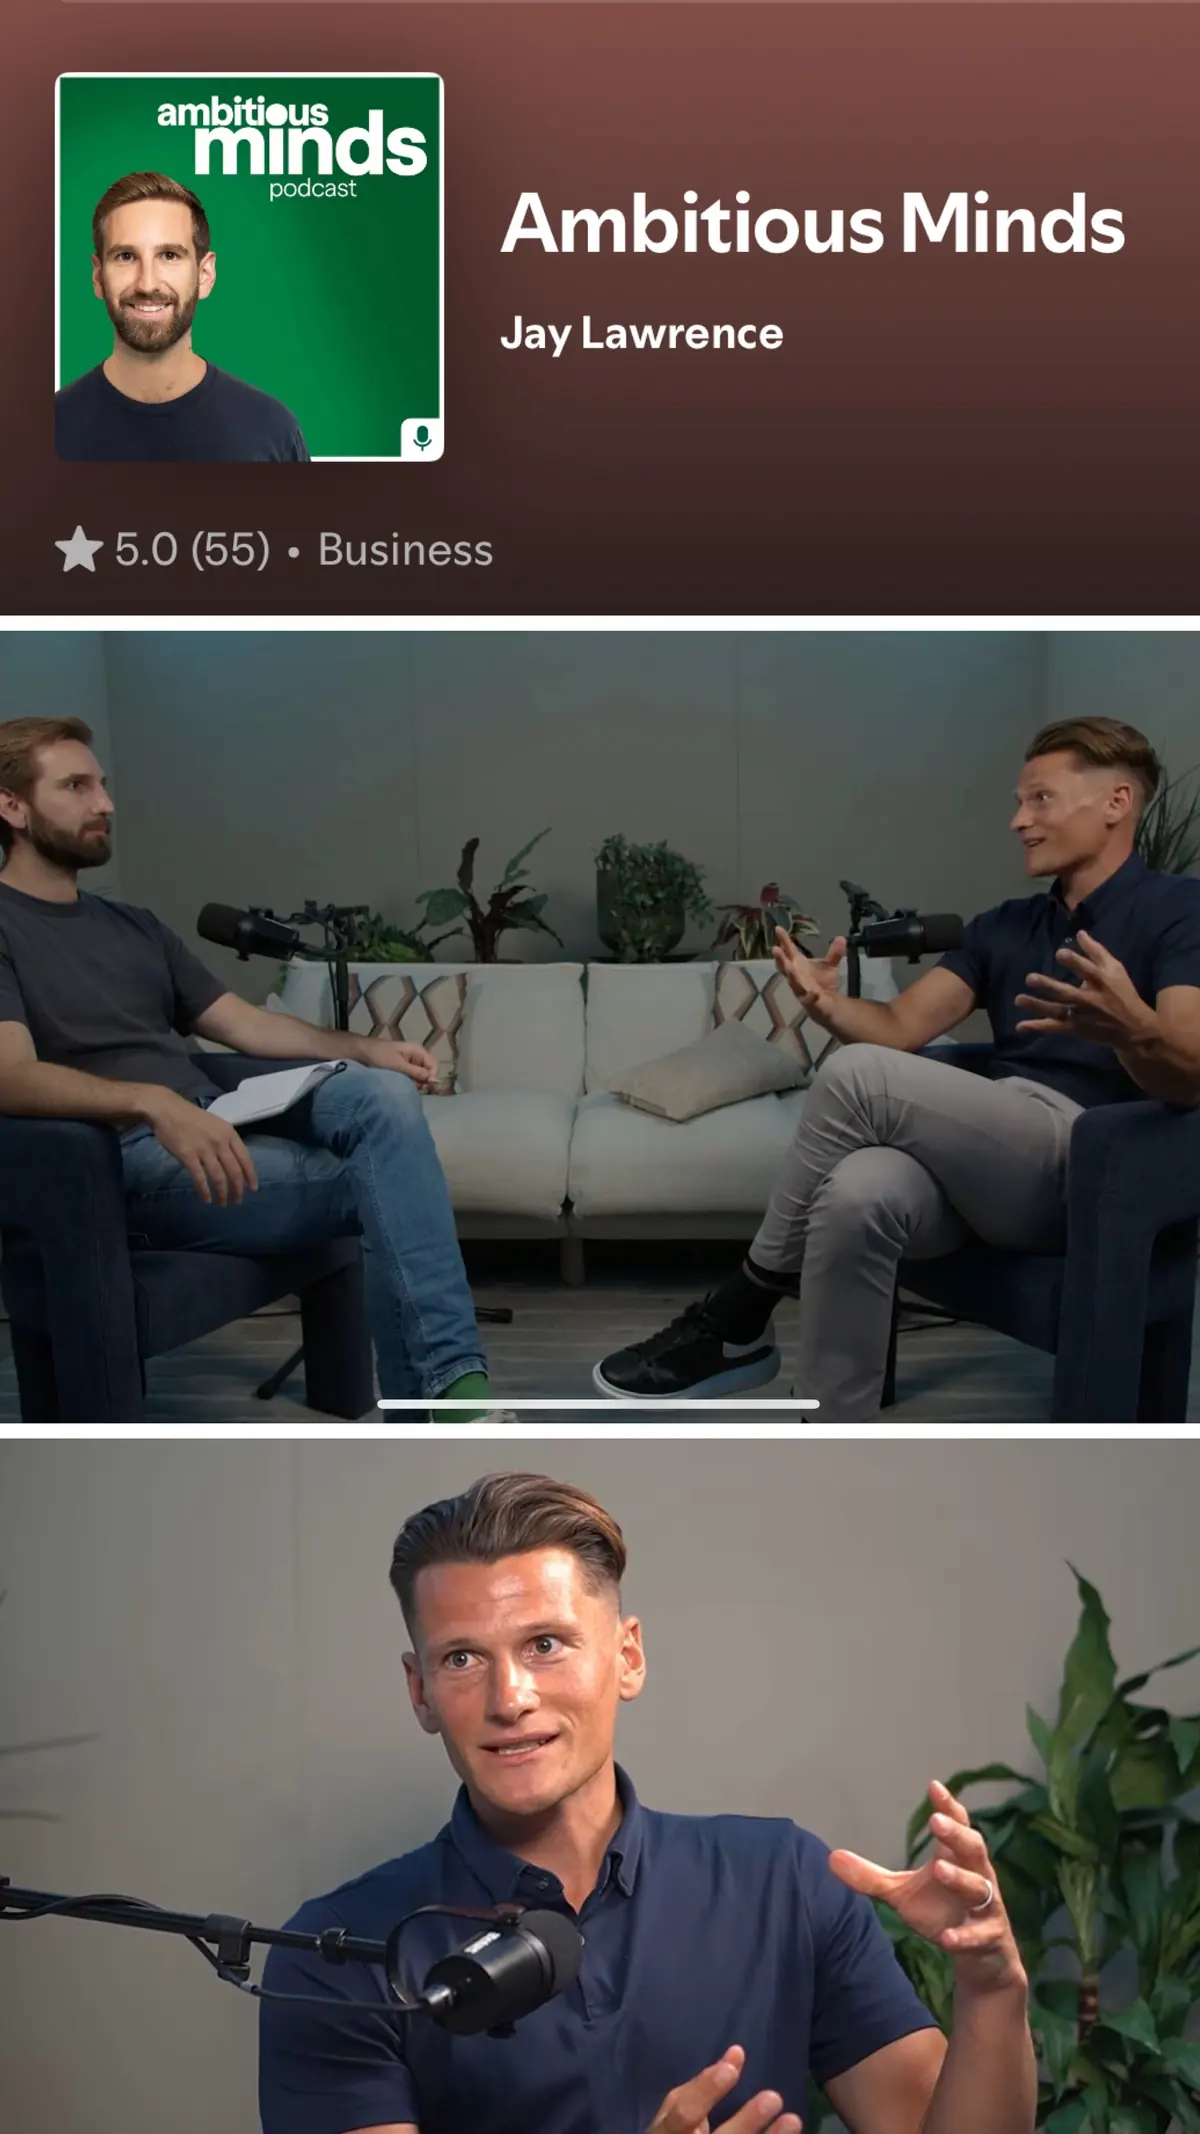 ambitious
minds
podcast
Ambitious Minds
Jay Lawrence
5.0 (55) • Business